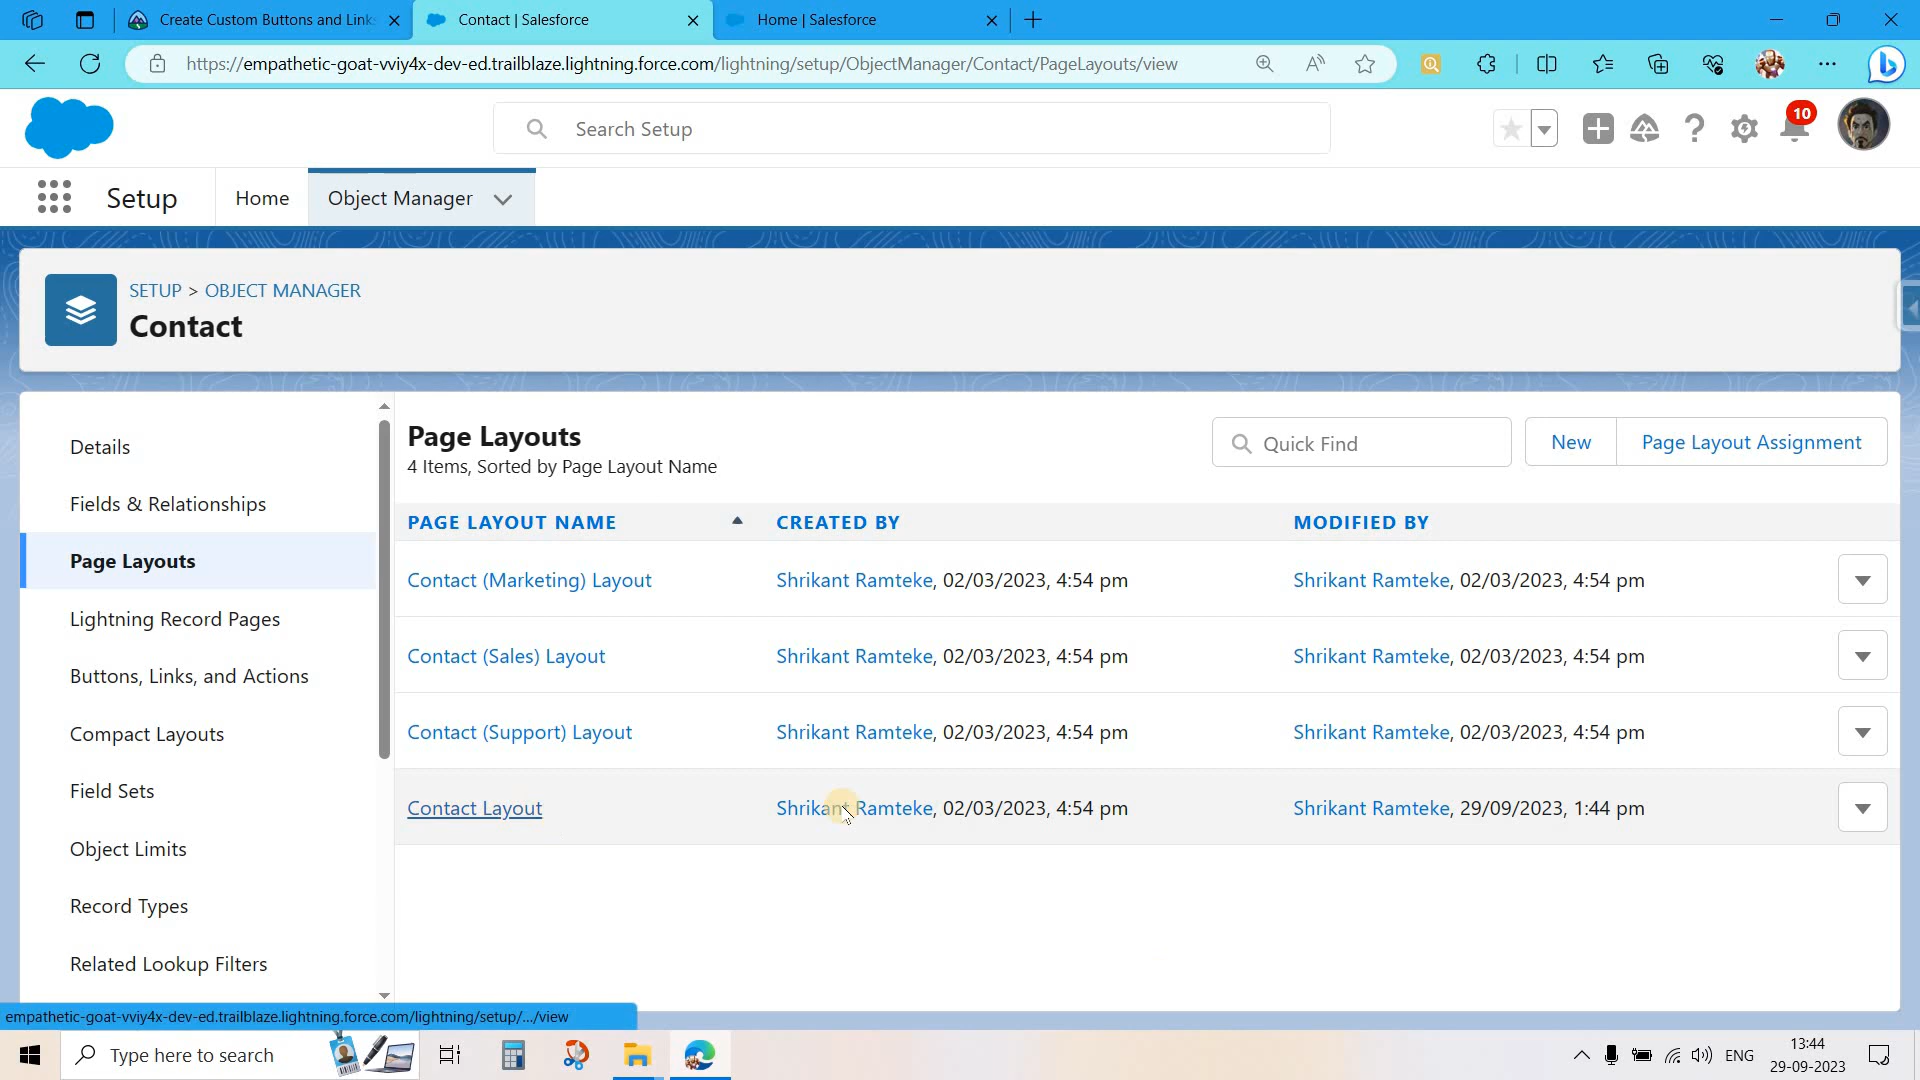 Create Custom Buttons and Link
Contact | Salesforce
Home | Salesforce
https://empathetic-goat-vviy4x-dev-ed.trailblaze.lightning.force.com/lightning/setup/ObjectManager/Contact/PageLayouts/view
Search Setup
10
Setup
Home
Object Manager
SETUP > OBJECT MANAGER
Contact
Details
Fields & Relationships
Page Layouts
Lightning Record Pages
Buttons, Links, and Actions
Compact Layouts
Field Sets
Object Limits
Record Types
Related Lookup Filters
Page Layouts
4 Items, Sorted by Page Layout Name
Quick Find
New
Page Layout Assignment
PAGE LAYOUT NAME CREATED BY MODIFIED BY
Contact (Marketing) Layout Shrikant Ramteke, 02/03/2023, 4:54 pm Shrikant Ramteke, 02/03/2023, 4:54 pm
Contact (Sales) Layout Shrikant Ramteke, 02/03/2023, 4:54 pm Shrikant Ramteke, 02/03/2023, 4:54 pm
Contact (Support) Layout Shrikant Ramteke, 02/03/2023, 4:54 pm Shrikant Ramteke, 02/03/2023, 4:54 pm
Contact Layout Shrikant Ramteke, 02/03/2023, 4:54 pm Shrikant Ramteke, 29/09/2023, 1:44 pm
empathetic-goat-vviy4x-dev-ed.trailblaze.lightning.force.com/lightning/setup/.../view
Type here to search
ENG
13:44
29-09-2023